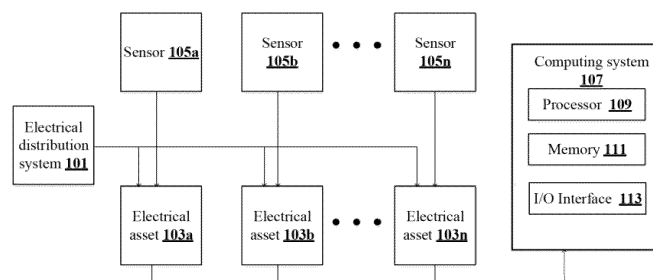 Sensor 105a
Sensor
105b
Sensor
105n
Computing system
107
Processor 109
Memory 111
I/O Interface 113
Electrical
distribution
system 101
Electrical
asset 103a
Electrical
asset 103b
Electrical
asset 103n